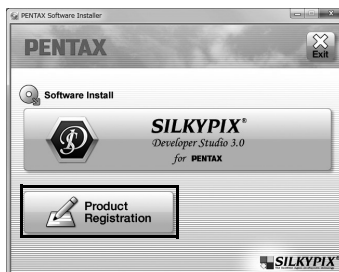 PENTAX Software Installer
PENTAX
Exit
Software Install
SILKYPIX®
Developer Studio 3.0
for PENTAX
Product
Registration
SILKYPIX®